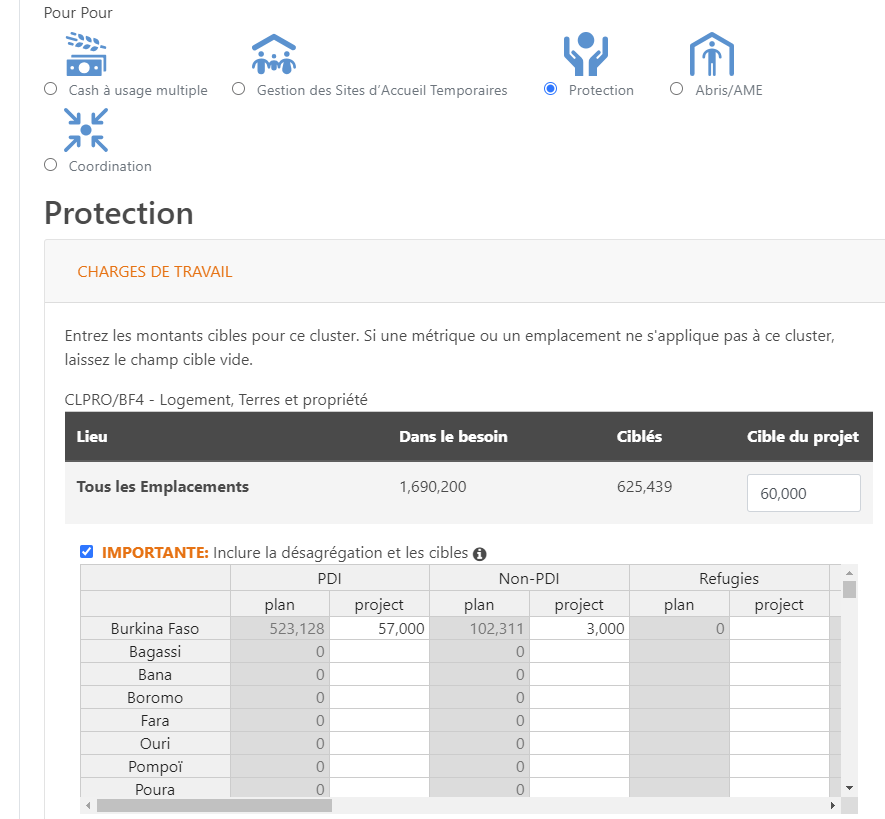 Pour Pour
Cash à usage multiple Gestion des Sites d'Accueil Temporaires Protection Abris/AME
Coordination
Protection
CHARGES DE TRAVAIL
Entrez les montants cibles pour ce cluster. Si une métrique ou un emplacement ne s'applique pas à ce cluster,
laissez le champ cible vide.
CLPRO/BF4 - Logement, Terres et propriété
Lieu Dans le besoin Ciblés Cible du projet
Tous les Emplacements 1,690,200 625,439 60,000
IMPORTANTE: Inclure la désagrégation et les cibles
PDI Non-PDI Refugies
plan project plan project plan project
Burkina Faso 523,128 57,000 102,311 3,000 0
Bagassi 0 0
Bana 0 0
Boromo 0 0
Fara 0 0
Ouri 0 0
Pompoï 0 0
Poura 0 0